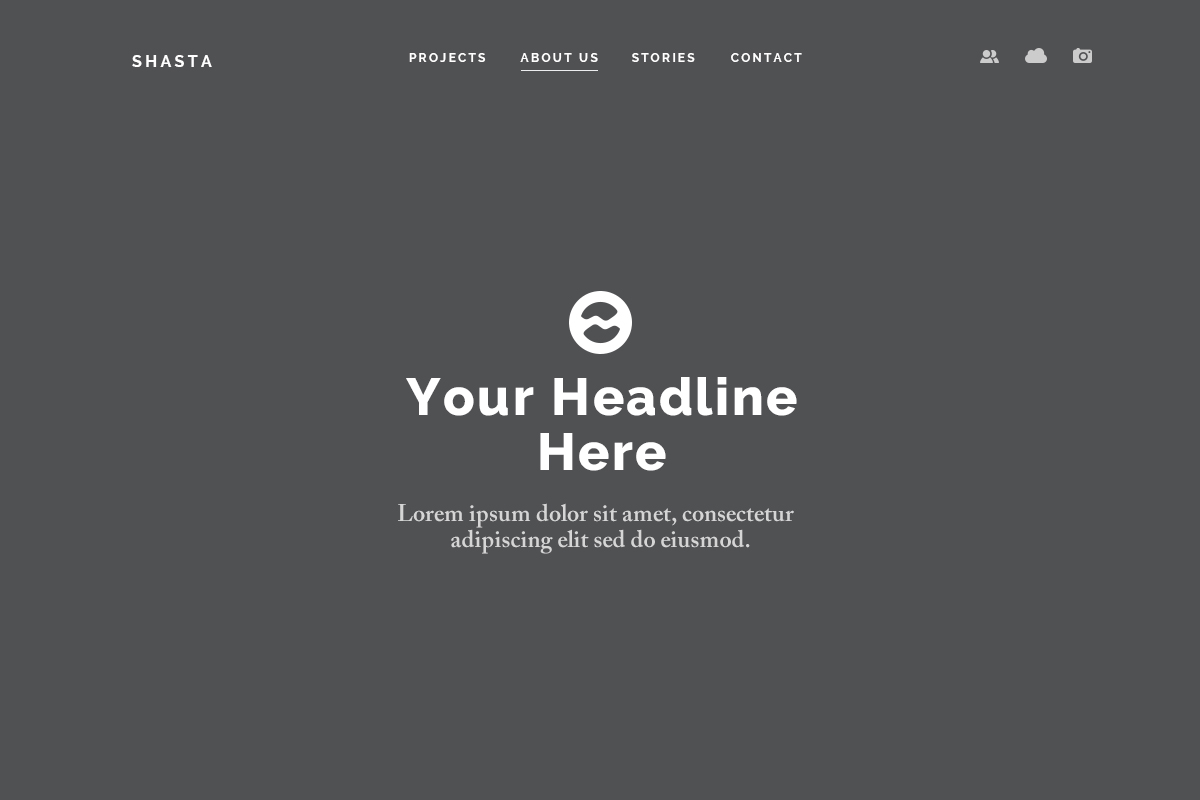 SHASTA
PROJECTS ABOUT US STORIES CONTACT
Your Headline
Here
Lorem ipsum dolor sit amet, consectetur
adipiscing elit sed do eiusmod.